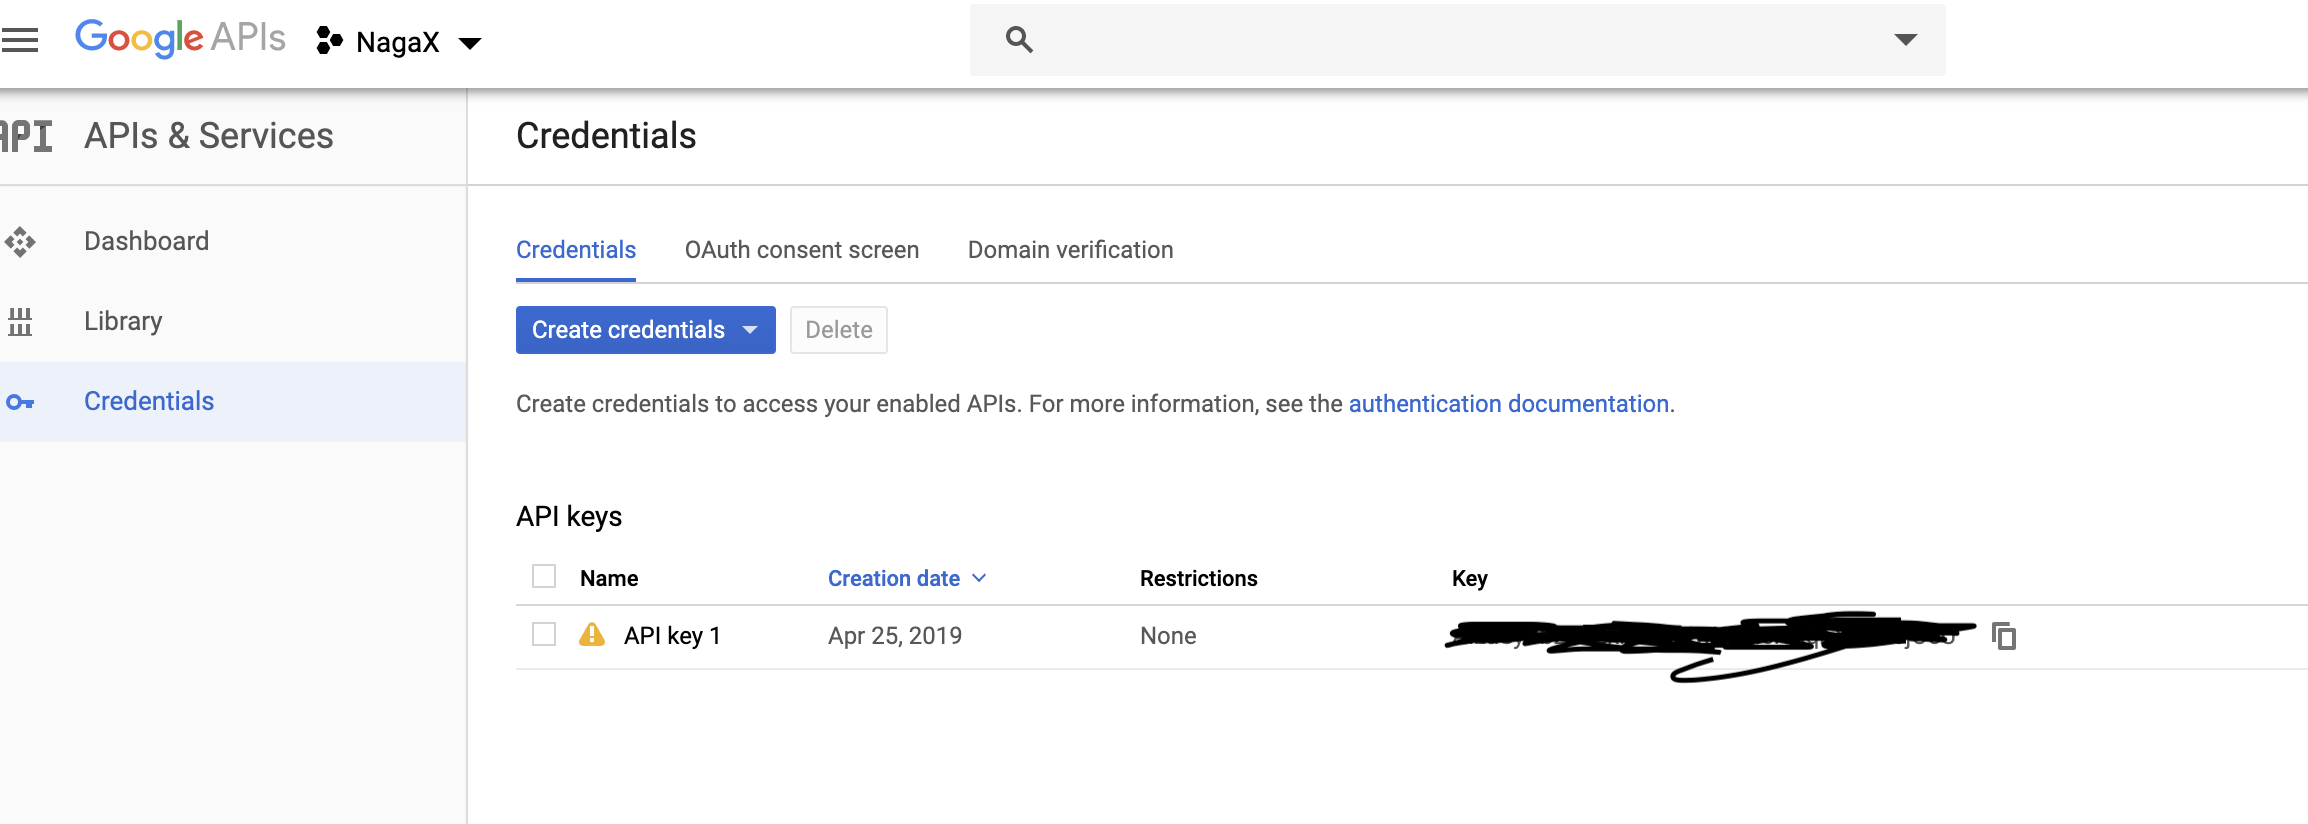 Google APIs NagaX
API APIs & Services
Credentials
Dashboard
Library
Credentials
Credentials OAuth consent screen Domain verification
Create credentials Delete
Create credentials to access your enabled APIs. For more information, see the authentication documentation.
API keys
Name Creation date Restrictions Key
API key 1 Apr 25, 2019 None